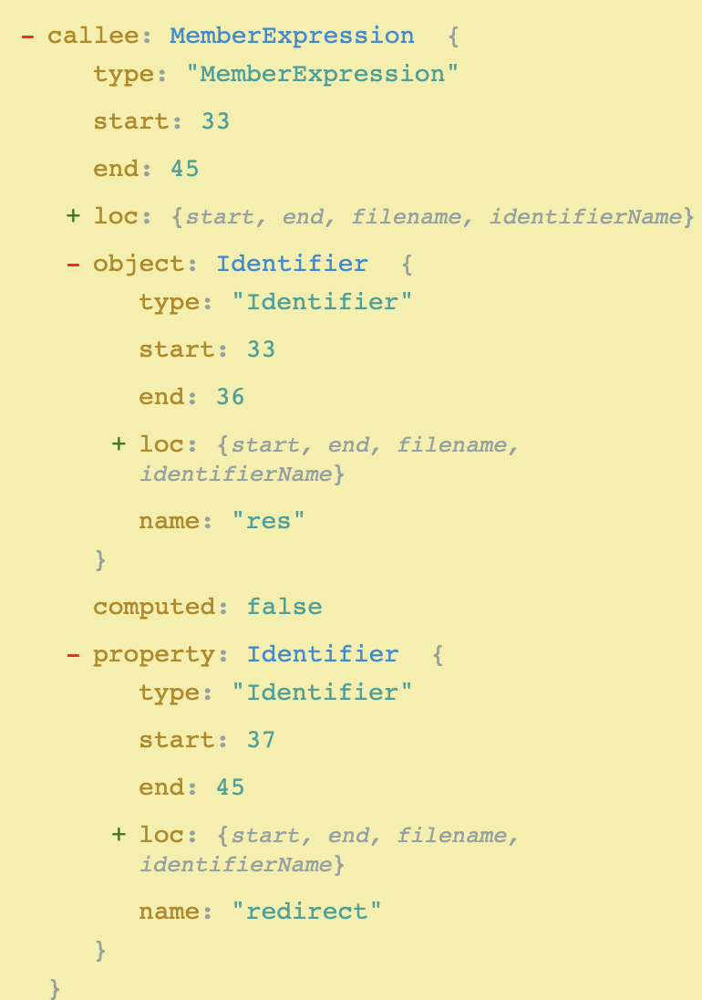 − callee: MemberExpression {
type: "MemberExpression"
start: 33
end: 45
+ loc: {start, end, filename, identifierName}
− object: Identifier {
type: "Identifier"
start: 33
end: 36
+ loc: {start, end, filename,
identifierName}
name: "res"
}
computed: false
− property: Identifier {
type: "Identifier"
start: 37
end: 45
+ loc: {start, end, filename,
identifierName}
name: "redirect"
}
}